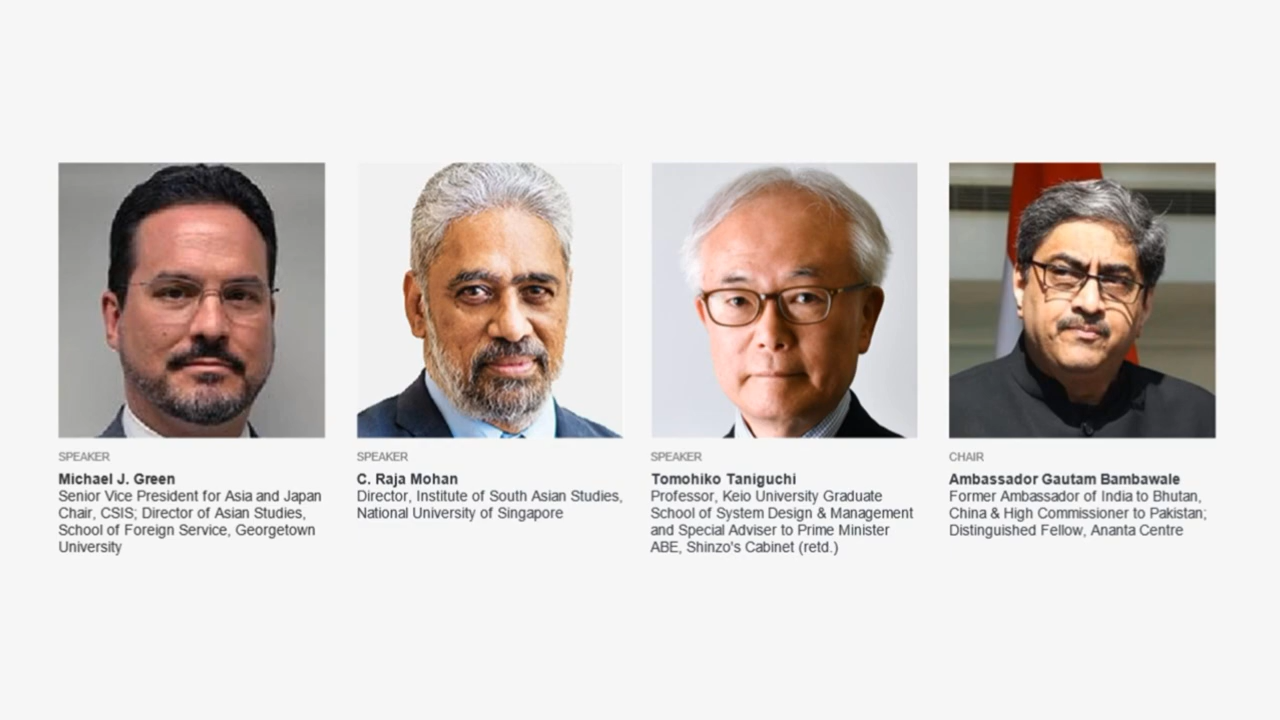 SPEAKER
Michael J. Green
Senior Vice President for Asia and Japan
Chair, CSIS; Director of Asian Studies,
School of Foreign Service, Georgetown
University
SPEAKER
C. Raja Mohan
Director, Institute of South Asian Studies,
National University of Singapore
SPEAKER
Tomohiko Taniguchi
Professor, Keio University Graduate
School of System Design & Management
and Special Adviser to Prime Minister
ABE, Shinzo's Cabinet (retd.)
CHAIR
Ambassador Gautam Bambawale
Former Ambassador of India to Bhutan,
China & High Commissioner to Pakistan;
Distinguished Fellow, Ananta Centre